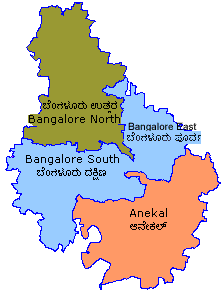 ಬೆಂಗಳೂರು ಉತ್ತರ
Bangalore North
Bangalore East
ಬೆಂಗಳೂರು ಪೂರ್ವ
Bangalore South
ಬೆಂಗಳೂರು ದಕ್ಷಿಣ
Anekal
ಆನೇಕಲ್